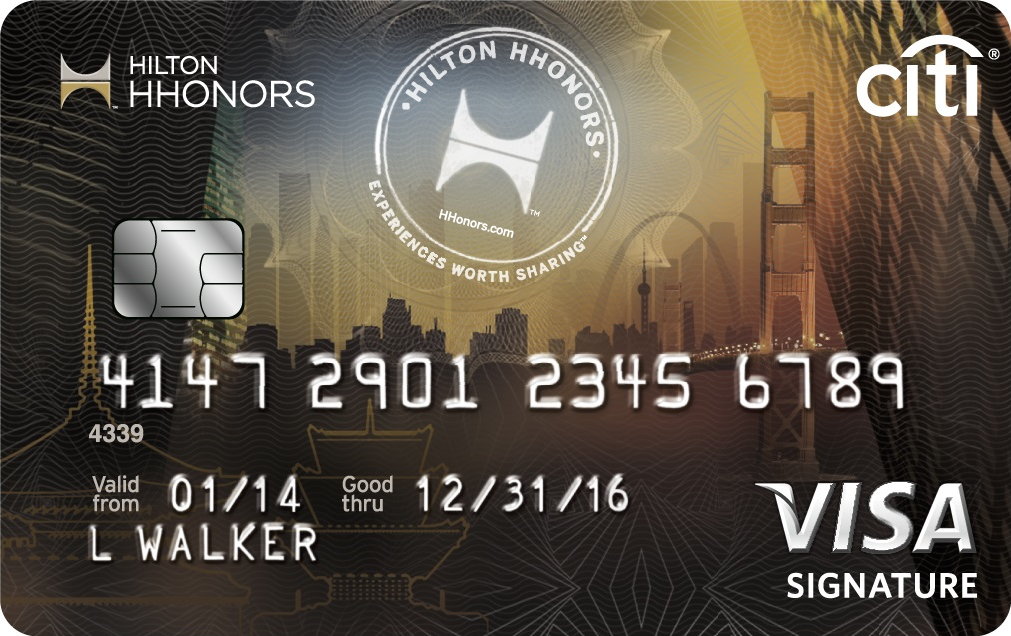 HILTON
HHONORS
•HILTON HHONORS•
HHonors.com
EXPERIENCES WORTH SHARING™
citi®
4147 2901 2345 6789
4339
Valid from 01/14 Good thru 12/31/16
L WALKER
VISA
SIGNATURE